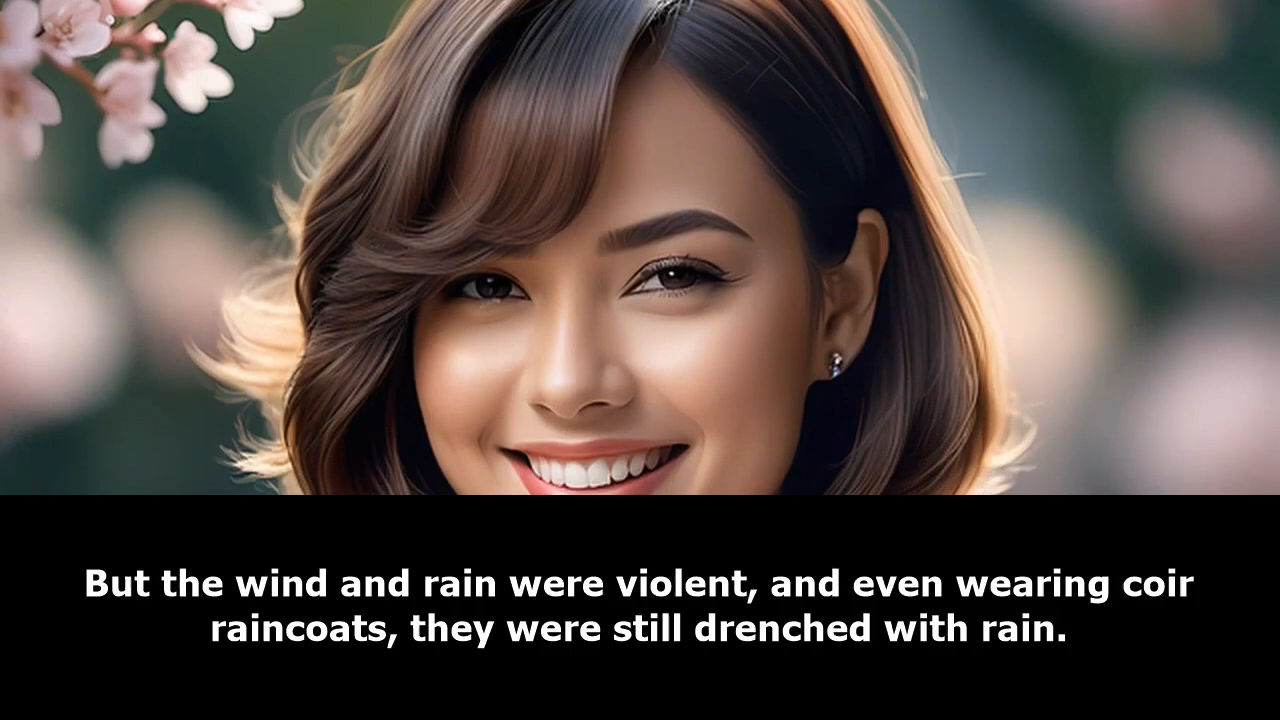 But the wind and rain were violent, and even wearing coir
raincoats, they were still drenched with rain.